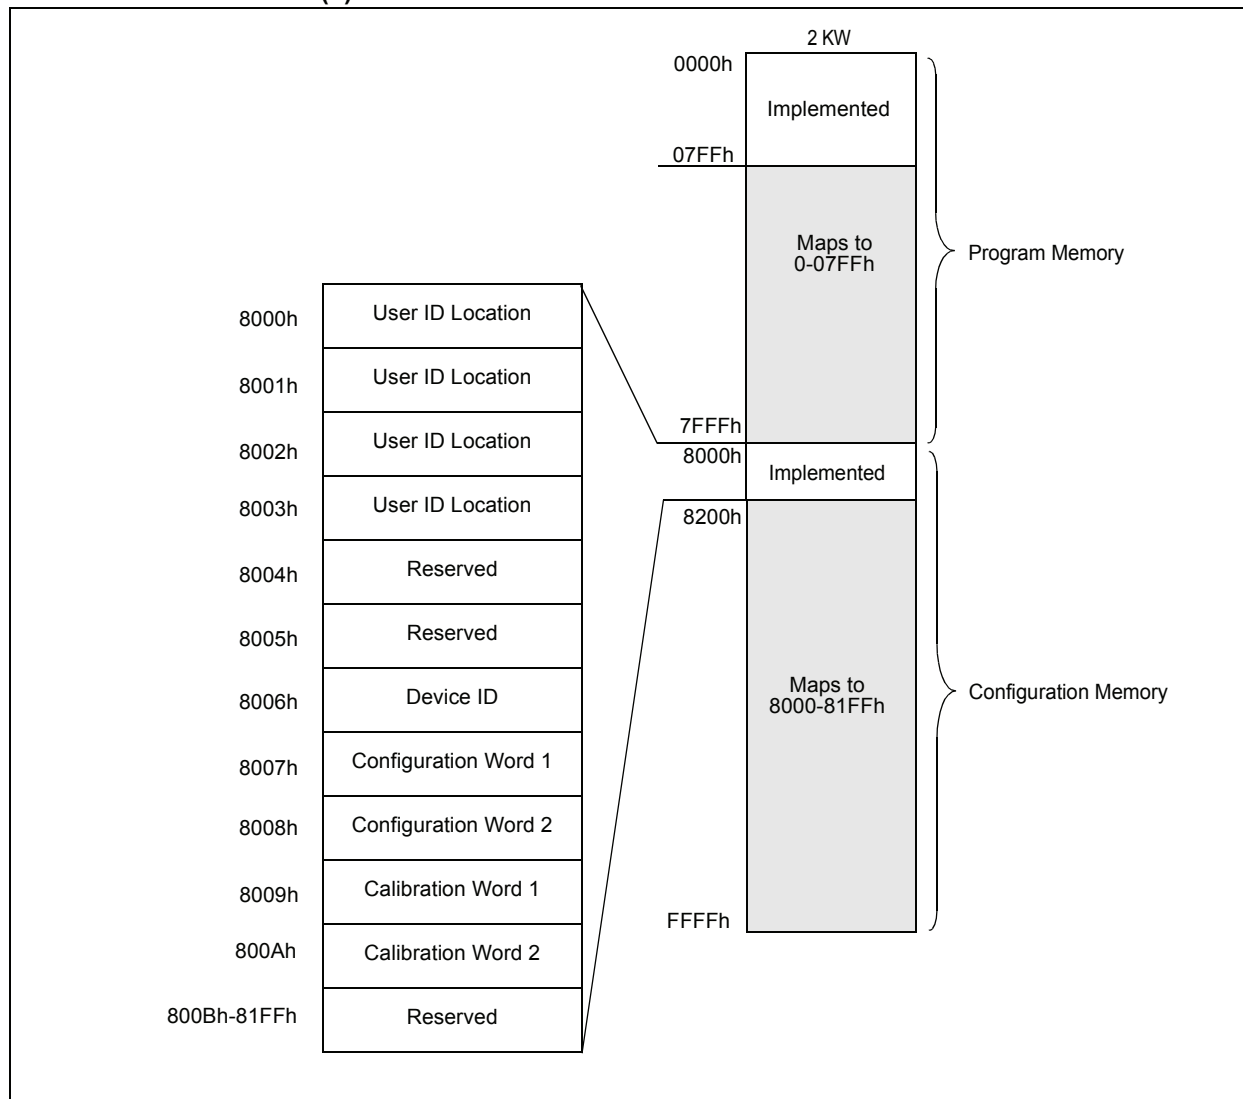 2 KW
0000h
Implemented
07FFh
Maps to
0-07FFh
Program Memory
7FFFh
8000h
Implemented
8200h
Maps to
8000-81FFh
Configuration Memory
FFFFh
8000h User ID Location
8001h User ID Location
8002h User ID Location
8003h User ID Location
8004h Reserved
8005h Reserved
8006h Device ID
8007h Configuration Word 1
8008h Configuration Word 2
8009h Calibration Word 1
800Ah Calibration Word 2
800Bh-81FFh Reserved